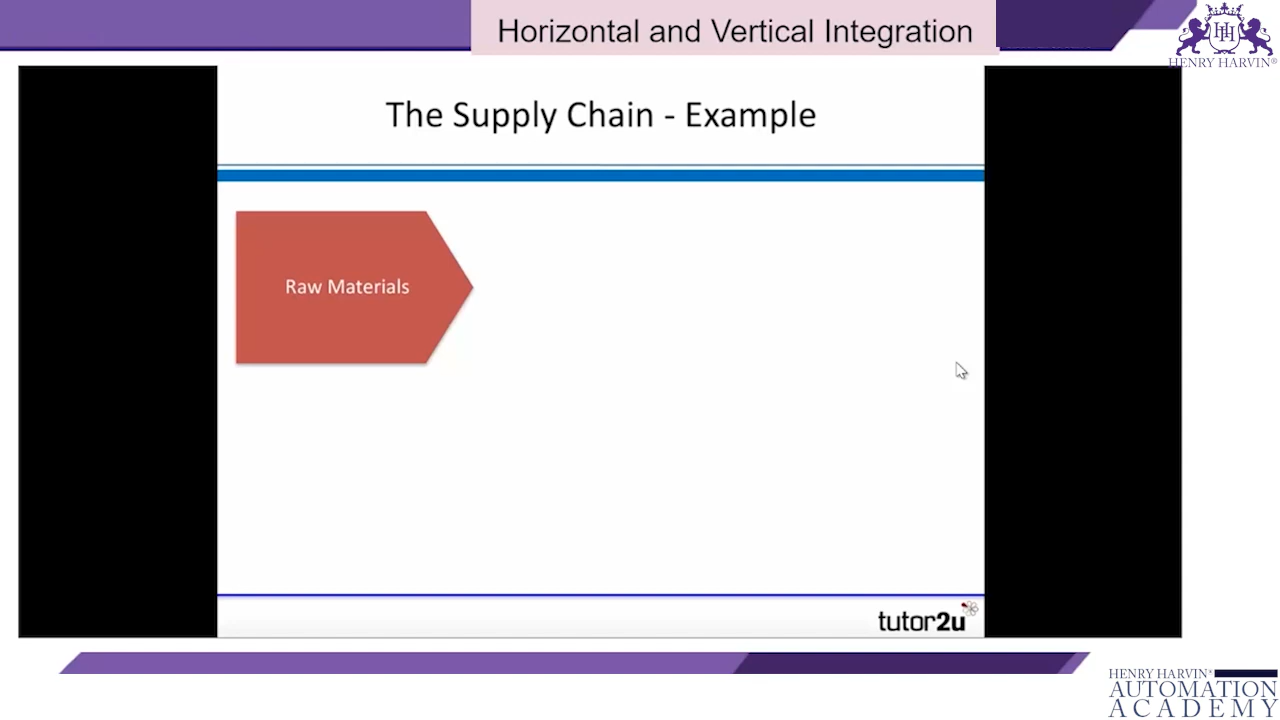 Horizontal and Vertical Integration
HENRY HARVIN®
The Supply Chain - Example
Raw Materials
tutor2u
HENRY HARVIN®
AUTOMATION
ACADEMY